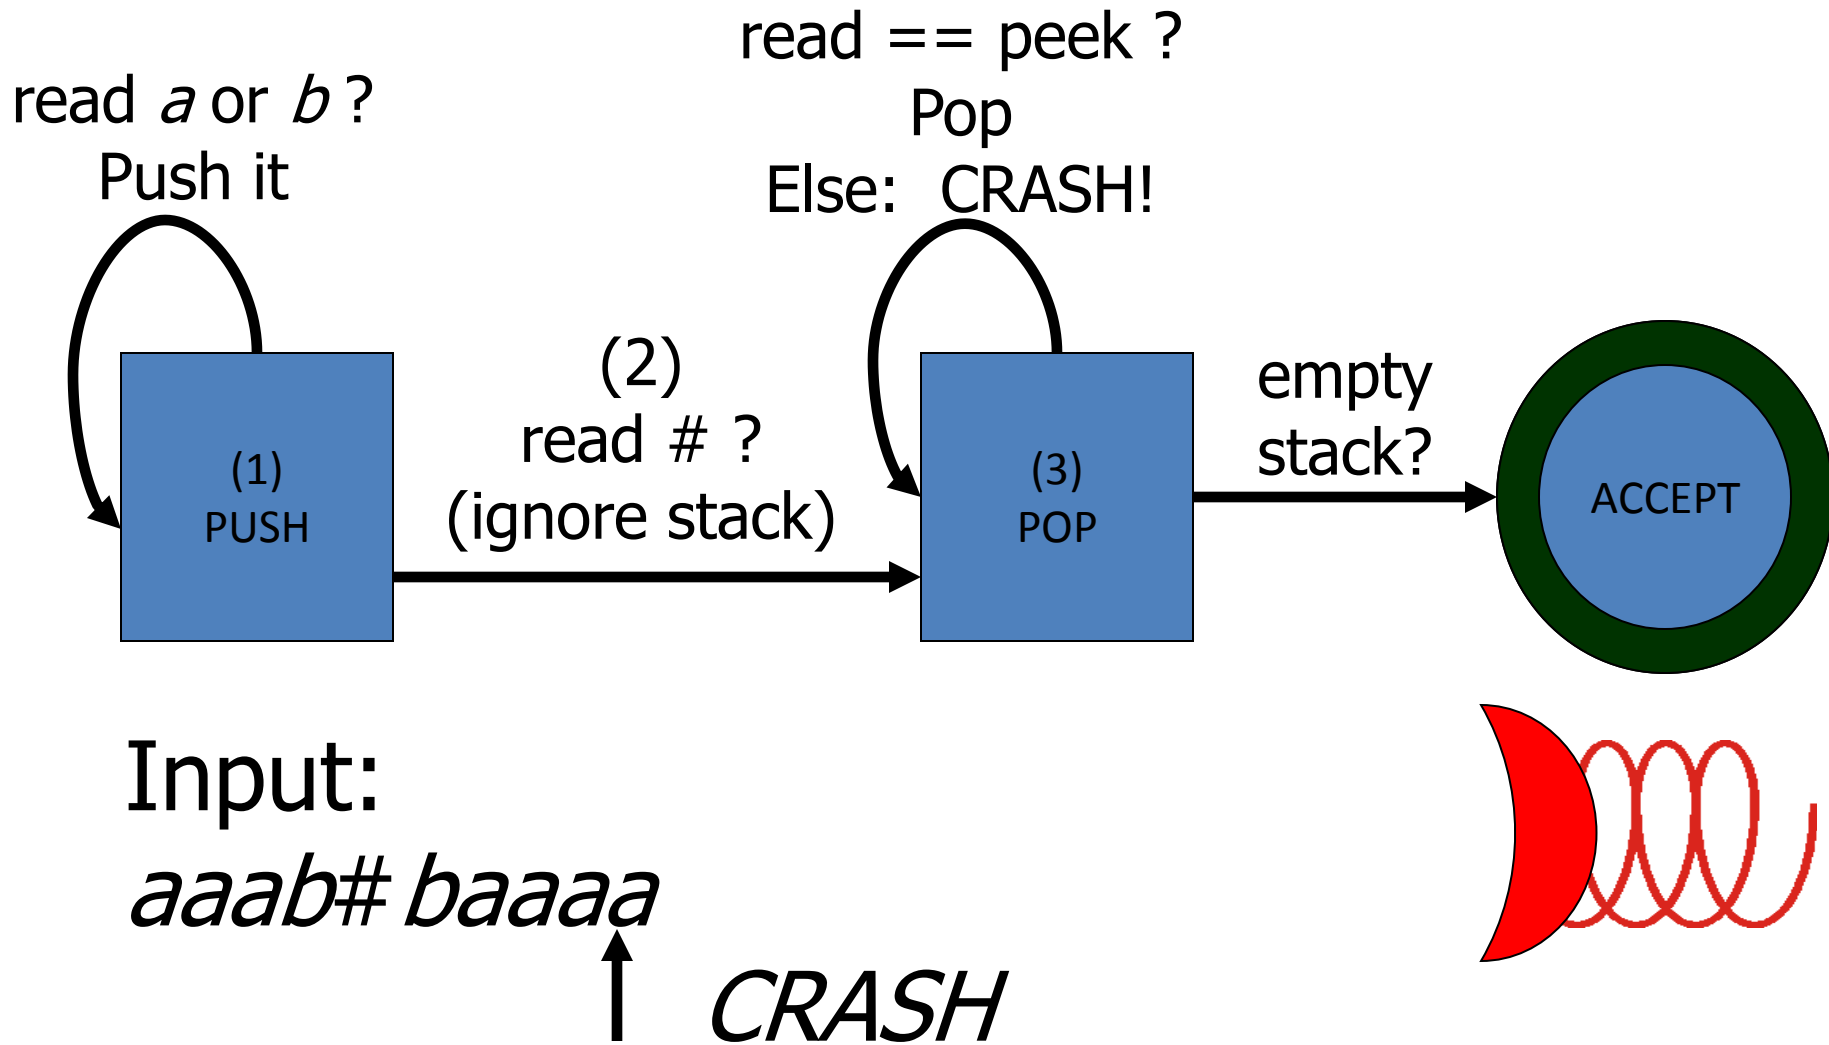 read == peek ?
Pop
Else: CRASH!
read a or b ?
Push it
(2)
read # ?
(ignore stack)
empty
stack?
(1)
PUSH
(3)
POP
ACCEPT
Input:
aaab#baaaa
CRASH